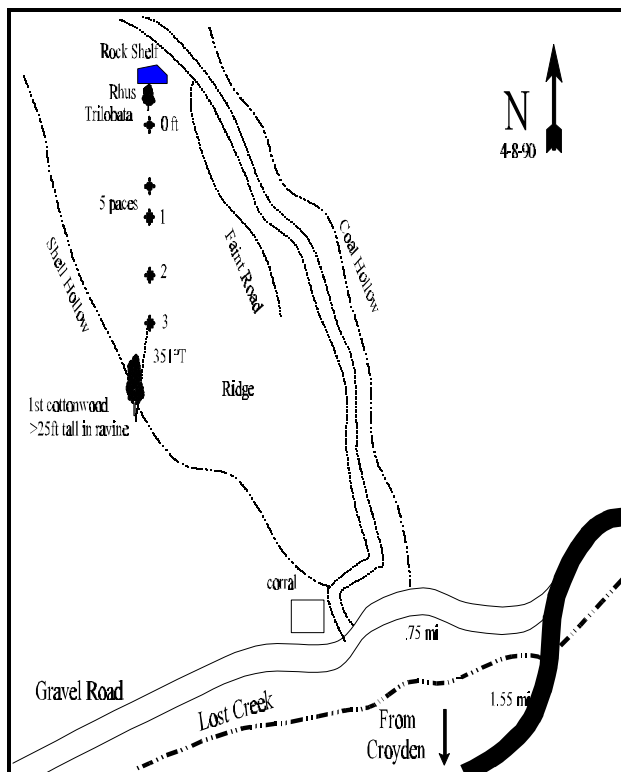 Rock Shelf
Rhus
Trilobata
0 ft
N
4-8-90
5 paces
1
Shell Hollow
Faint Road
Coal Hollow
2
3
35 FT
Ridge
1st cottonwood
>25ft tall in ravine
corral
.75 mi
Gravel Road
Lost Creek
1.55 mi
From
Croyden